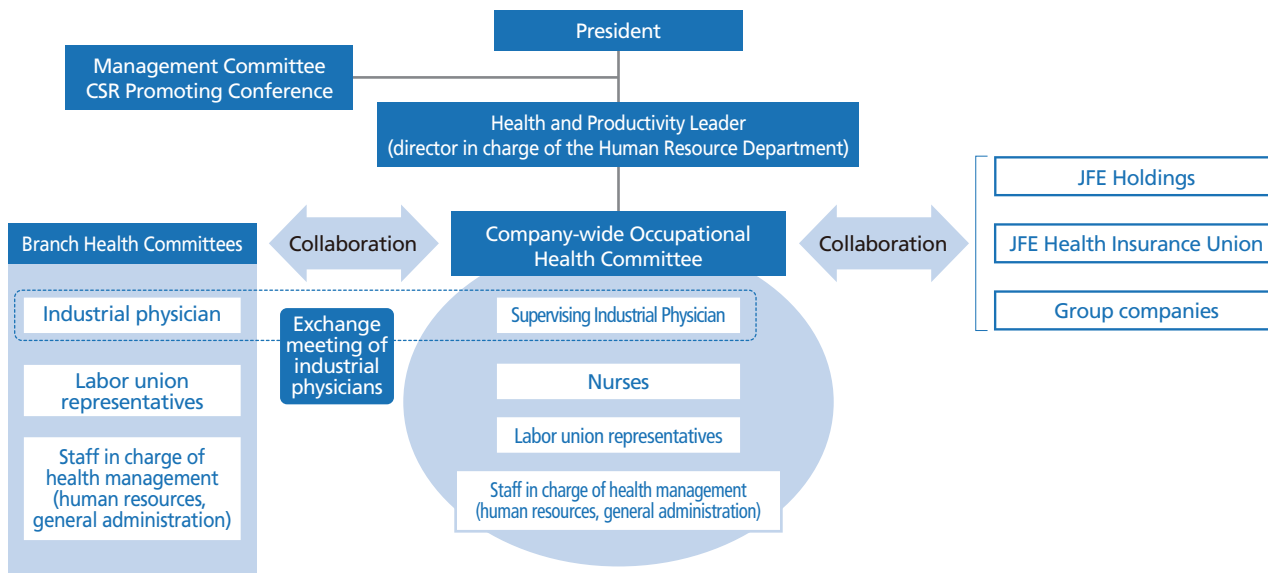 President
Management Committee
CSR Promoting Conference
Health and Productivity Leader
(director in charge of the Human Resource Department)
Branch Health Committees
Collaboration
Company-wide Occupational
Health Committee
Collaboration
JFE Holdings
JFE Health Insurance Union
Group companies
Industrial physician
Labor union
representatives
Staff in charge of
health management
(human resources,
general administration)
Exchange
meeting of
industrial
physicians
Supervising Industrial Physician
Nurses
Labor union representatives
Staff in charge of health management
(human resources, general administration)